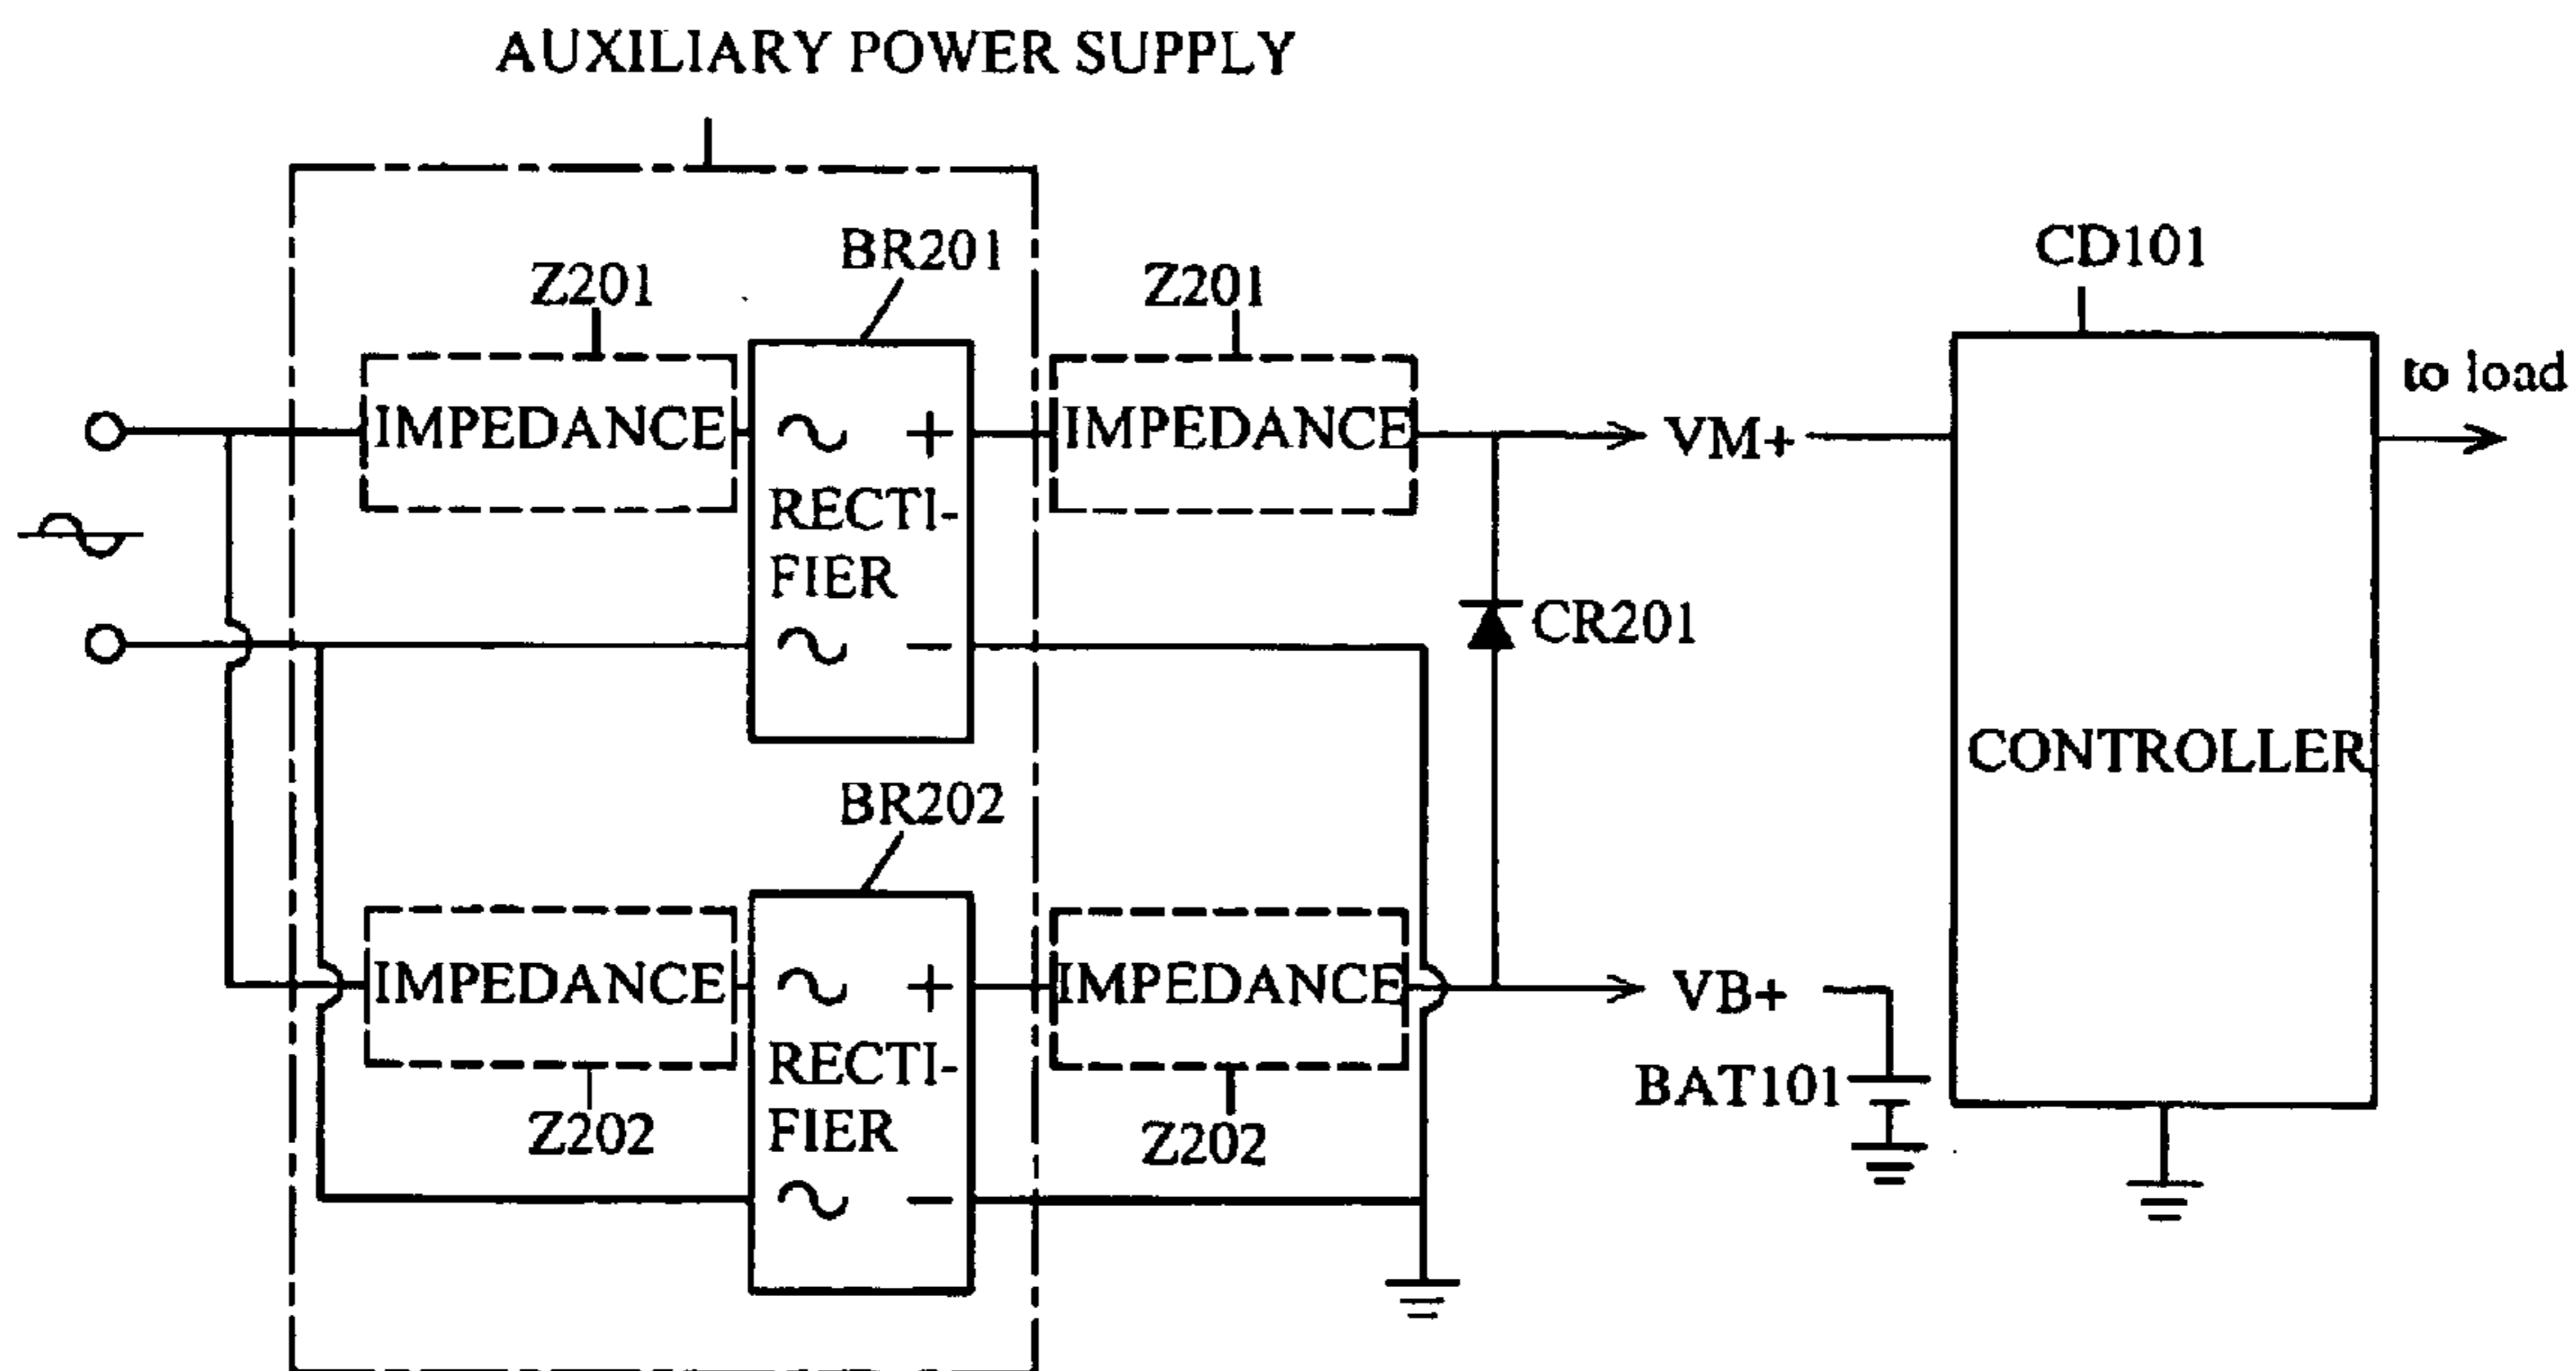 AUXILIARY POWER SUPPLY
BR201
Z201
Z201
CD101
IMPEDANCE
+
IMPEDANCE
VM+
to load
RECTI-
FIER
−
CR201
CONTROLLER
BR202
IMPEDANCE
+
IMPEDANCE
VB+
RECTI-
FIER
−
BAT101
Z202
Z202